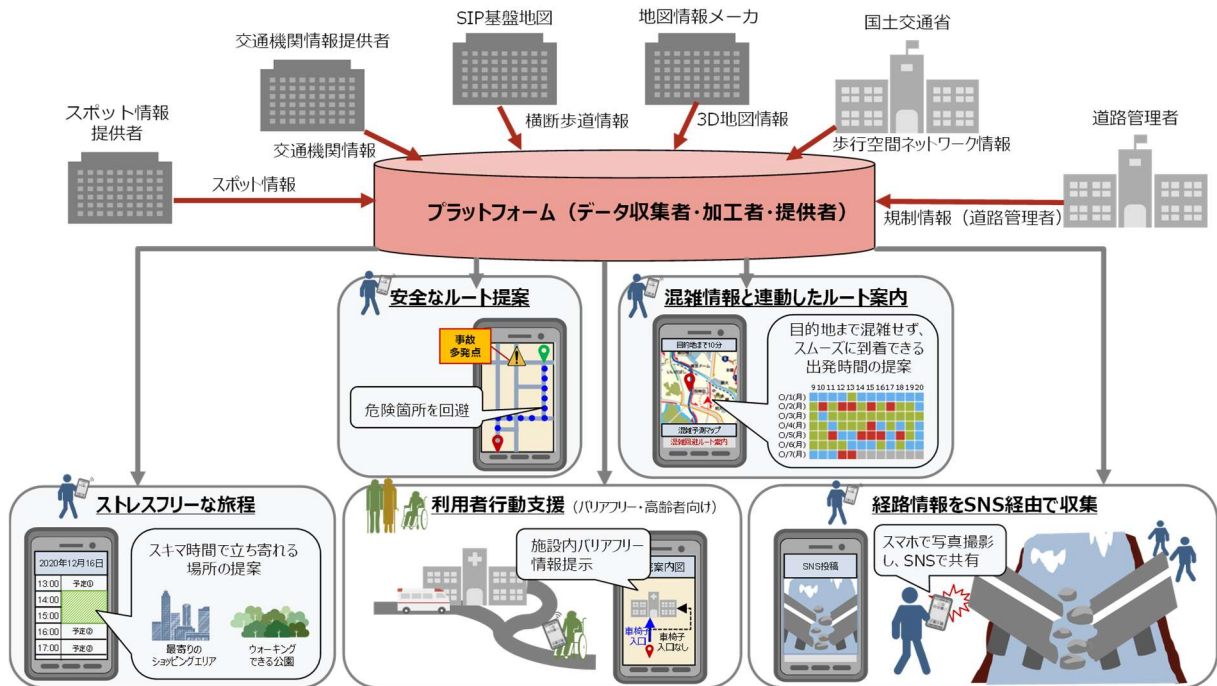 SIP基盤地図
地図情報メーカ
国土交通省
交通機関情報提供者
スポット情報
提供者
道路管理者
横断歩道情報
3D地図情報
交通機関情報
歩行空間ネットワーク情報
スポット情報
規制情報（道路管理者）
プラットフォーム（データ収集者・加工者・提供者）
安全なルート提案
事故
多発点
危険箇所を回避
混雑情報と連動したルート案内
目的地まで10分
混雑予測マップ
混雑回避ルート案内
目的地まで混雑せず、
スムーズに到着できる
出発時間の提案
9 10 11 12 13 14 15 16 17 18 19 20
O/1(月)
O/2(月)
O/3(月)
O/4(月)
O/5(月)
O/6(月)
O/7(月)
ストレスフリーな旅程
2020年12月16日
13:00 予定①
14:00
15:00
16:00 予定②
17:00 予定③
スキマ時間で立ち寄れる
場所の提案
最寄りの
ショッピングエリア
ウォーキング
できる公園
利用者行動支援（バリアフリー・高齢者向け）
施設内バリアフリー
情報提示
案内図
車椅子
入口
車椅子
入口なし
経路情報をSNS経由で収集
SNS投稿
スマホで写真撮影
し、SNSで共有